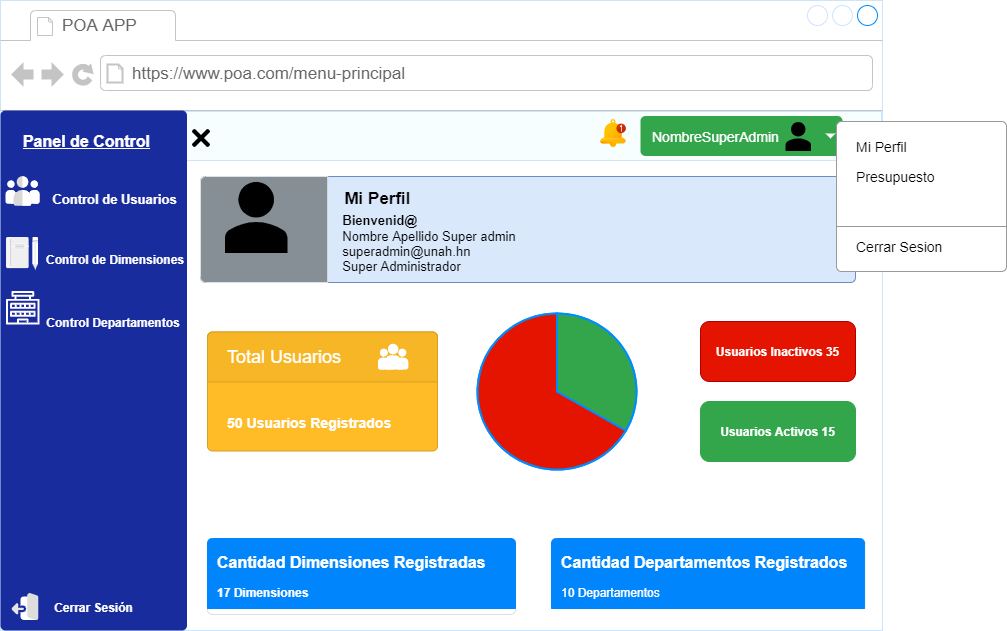 POA APP
https://www.poa.com/menu-principal
Panel de Control
Control de Usuarios
Control de Dimensiones
Control Departamentos
Cerrar Sesión
1
NombreSuperAdmin
Mi Perfil
Presupuesto
Cerrar Sesion
Mi Perfil
Bienvenid@
Nombre Apellido Super admin
superadmin@unah.hn
Super Administrador
Total Usuarios
50 Usuarios Registrados
Usuarios Inactivos 35
Usuarios Activos 15
Cantidad Dimensiones Registradas
17 Dimensiones
Cantidad Departamentos Registrados
10 Departamentos